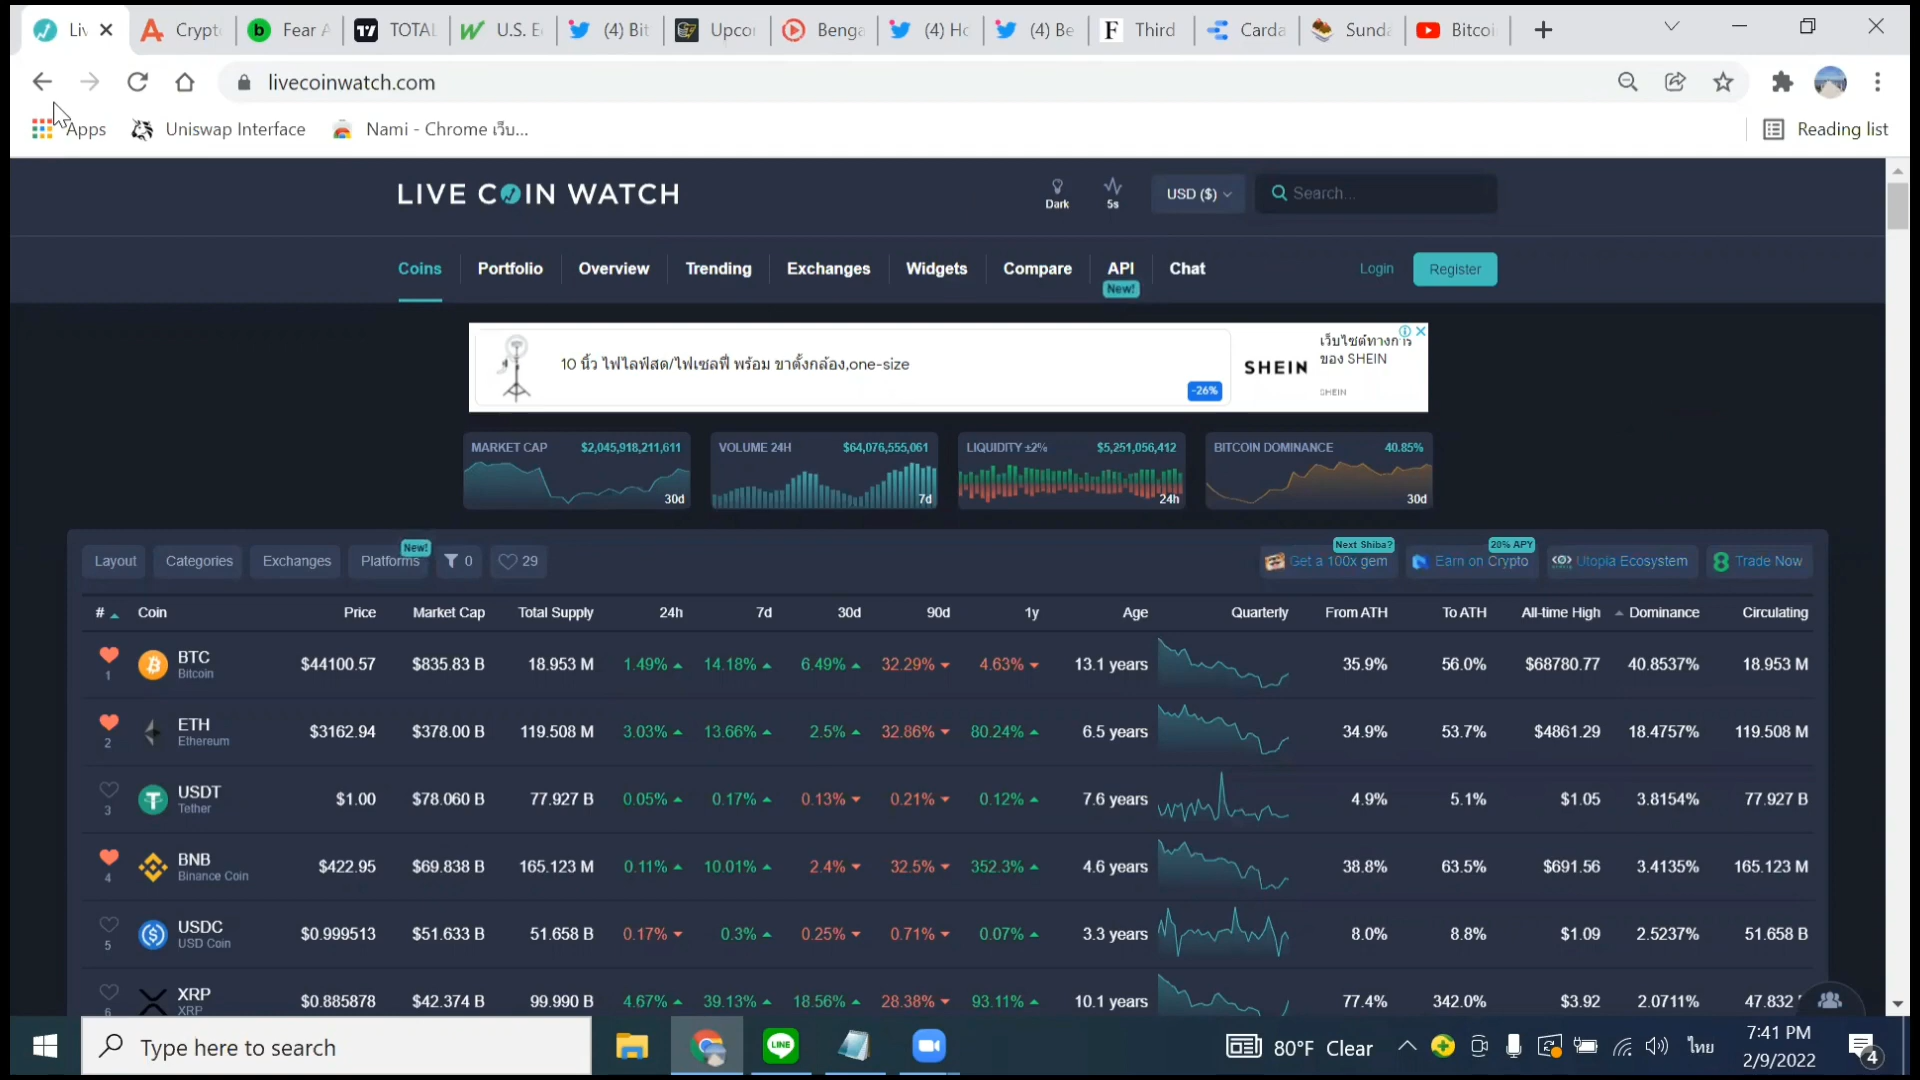 Liv
Crypt
Fear A
TOTAL
U.S. E
(4) Bit
Upco
Benga
(4) Ho
(4) Be
Third
Carda
Sunda
Bitcoi
livecoinwatch.com
Apps
Uniswap Interface
Nami - Chrome เว็บ...
Reading list
LIVE COIN WATCH
Dark
5s
USD ($)
Search...
Coins
Portfolio
Overview
Trending
Exchanges
Widgets
Compare
API
New!
Chat
Login
Register
10 นิ้ว ไฟไลฟ์สด/ไฟเซลฟี่ พร้อม ขาตั้งกล้อง,one-size
-26%
SHEIN
เว็บไซต์ทางการ
ของ SHEIN
SHEIN
MARKET CAP $2,045,918,211,611
30d
VOLUME 24H $64,076,555,061
7d
LIQUIDITY ±2% $5,251,056,412
24h
BITCOIN DOMINANCE 40.85%
30d
Layout
Categories
Exchanges
Platforms
New!
0
29
Next Shiba?
Get a 100x gem
20% APY
Earn on Crypto
Utopia Ecosystem
Trade Now
# Coin Price Market Cap Total Supply 24h 7d 30d 90d 1y Age Quarterly From ATH To ATH All-time High Dominance Circulating
1 BTC Bitcoin $44100.57 $835.83 B 18.953 M 1.49% 14.18% 6.49% 32.29% 4.63% 13.1 years 35.9% 56.0% $68780.77 40.8537% 18.953 M
2 ETH Ethereum $3162.94 $378.00 B 119.508 M 3.03% 13.66% 2.5% 32.86% 80.24% 6.5 years 34.9% 53.7% $4861.29 18.4757% 119.508 M
3 USDT Tether $1.00 $78.060 B 77.927 B 0.05% 0.17% 0.13% 0.21% 0.12% 7.6 years 4.9% 5.1% $1.05 3.8154% 77.927 B
4 BNB Binance Coin $422.95 $69.838 B 165.123 M 0.11% 10.01% 2.4% 32.5% 352.3% 4.6 years 38.8% 63.5% $691.56 3.4135% 165.123 M
5 USDC USD Coin $0.999513 $51.633 B 51.658 B 0.17% 0.3% 0.25% 0.71% 0.07% 3.3 years 8.0% 8.8% $1.09 2.5237% 51.658 B
6 XRP XRP $0.885878 $42.374 B 99.990 B 4.67% 39.13% 18.56% 28.38% 93.11% 10.1 years 77.4% 342.0% $3.92 2.0711% 47.832
Type here to search
LINE
80°F Clear
ไทย
7:41 PM
2/9/2022
4